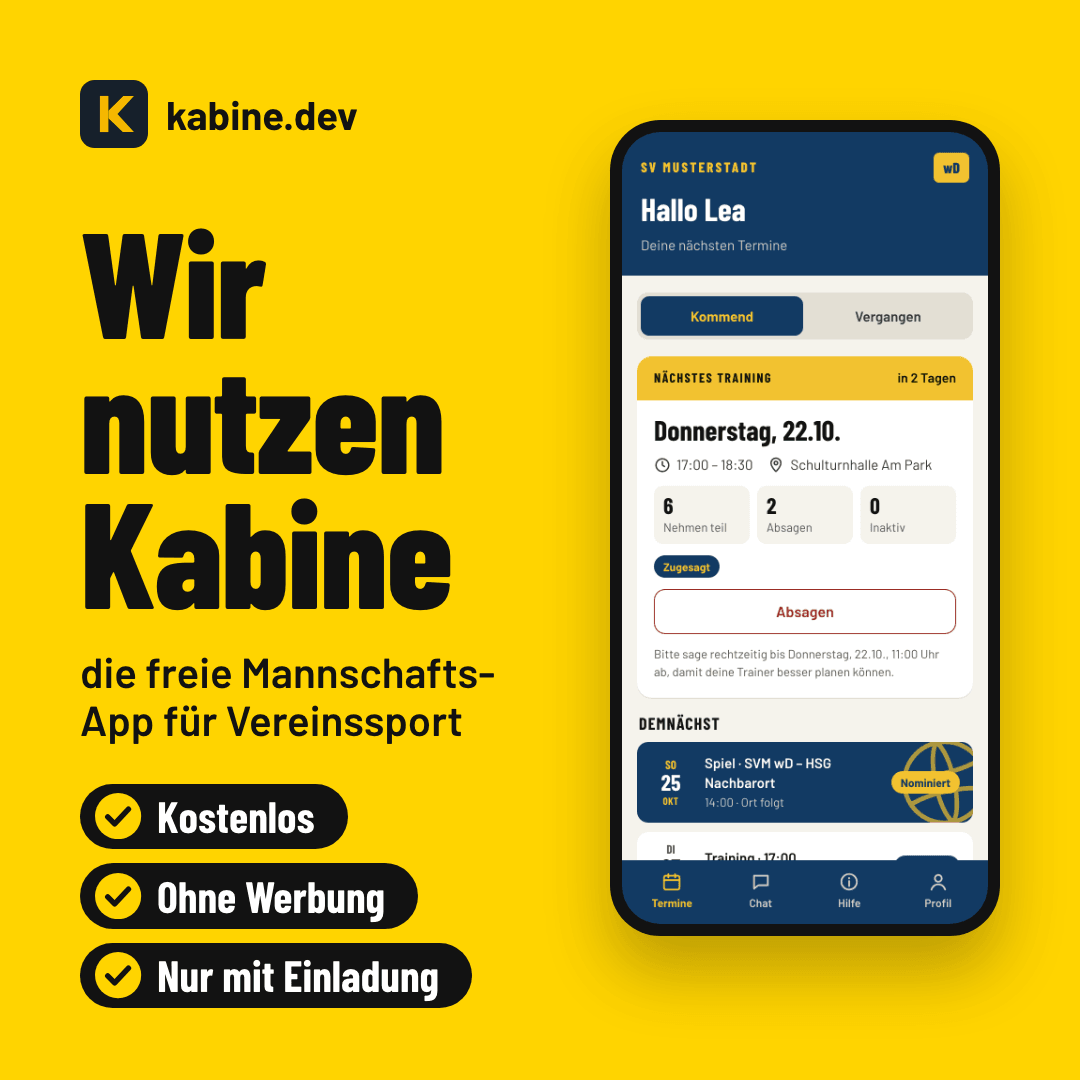 K kabine.dev
Wir
nutzen
Kabine
die freie Mannschafts-
App für Vereinssport
Kostenlos
Ohne Werbung
Nur mit Einladung
SV MUSTERSTADT
wD
Hallo Lea
Deine nächsten Termine
Kommend Vergangen
NÄCHSTES TRAINING in 2 Tagen
Donnerstag, 22.10.
17:00 – 18:30 Schulturnhalle Am Park
6 2 0
Nehmen teil Absagen Inaktiv
Zugesagt
Absagen
Bitte sage rechtzeitig bis Donnerstag, 22.10., 11:00 Uhr
ab, damit deine Trainer besser planen können.
DEMNÄCHST
SO
25
OKT
Spiel · SVM wD – HSG
Nachbarort
14:00 · Ort folgt
Nominiert
DI
Training · 17:00
Termine Chat Hilfe Profil